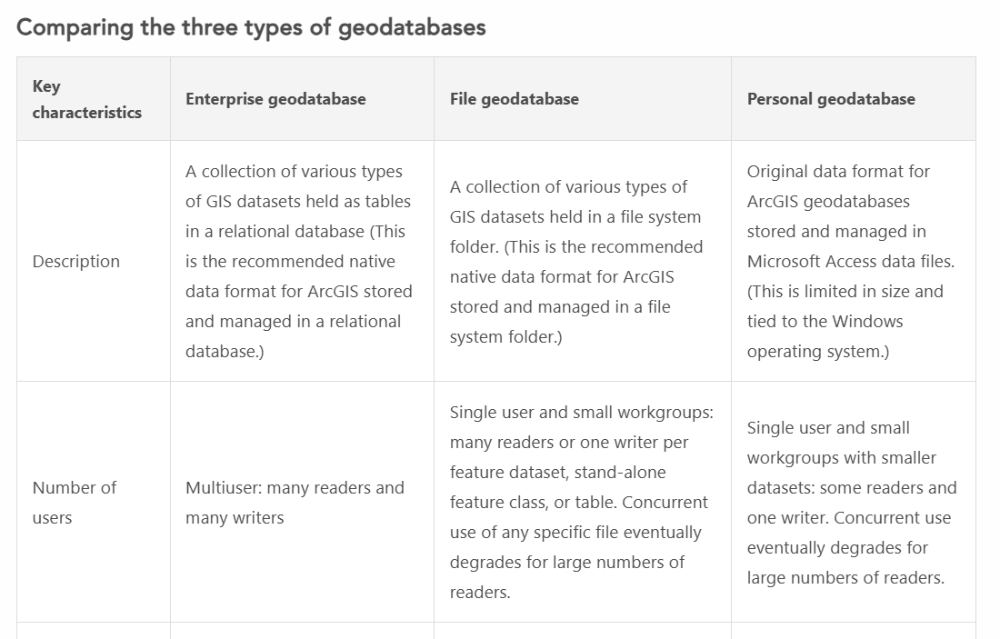 Comparing the three types of geodatabases
Key
characteristics
Enterprise geodatabase
File geodatabase
Personal geodatabase
Description
A collection of various types
of GIS datasets held as tables
in a relational database (This
is the recommended native
data format for ArcGIS stored
and managed in a relational
database.)
A collection of various types of
GIS datasets held in a file system
folder. (This is the recommended
native data format for ArcGIS
stored and managed in a file
system folder.)
Original data format for
ArcGIS geodatabases
stored and managed in
Microsoft Access data files.
(This is limited in size and
tied to the Windows
operating system.)
Number of
users
Multiuser: many readers and
many writers
Single user and small workgroups:
many readers or one writer per
feature dataset, stand-alone
feature class, or table. Concurrent
use of any specific file eventually
degrades for large numbers of
readers.
Single user and small
workgroups with smaller
datasets: some readers and
one writer. Concurrent use
eventually degrades for
large numbers of readers.